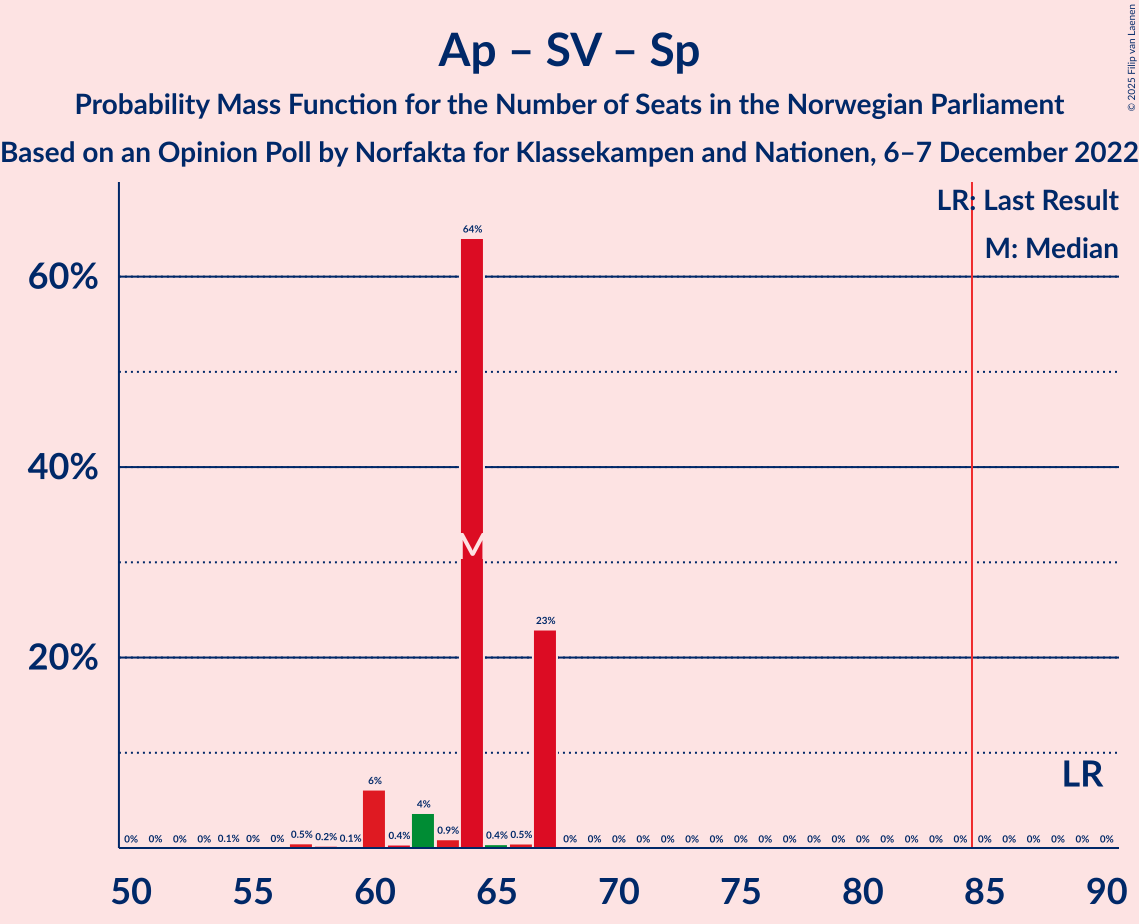 Ap – SV – Sp
Probability Mass Function for the Number of Seats in the Norwegian Parliament
Based on an Opinion Poll by Norfakta for Klassekampen and Nationen, 6–7 December 2022
© 2025 Filip van Laenen
LR: Last Result
M: Median
64%
60%
40%
M
23%
20%
LR
6%
4%
0% 0% 0% 0% 0.1% 0% 0% 0.5% 0.2% 0.1% 0.4% 0.9% 0.4% 0.5% 0% 0% 0% 0% 0% 0% 0% 0% 0% 0% 0% 0% 0% 0% 0% 0% 0% 0% 0% 0% 0% 0% 0%
50 55 60 65 70 75 80 85 90